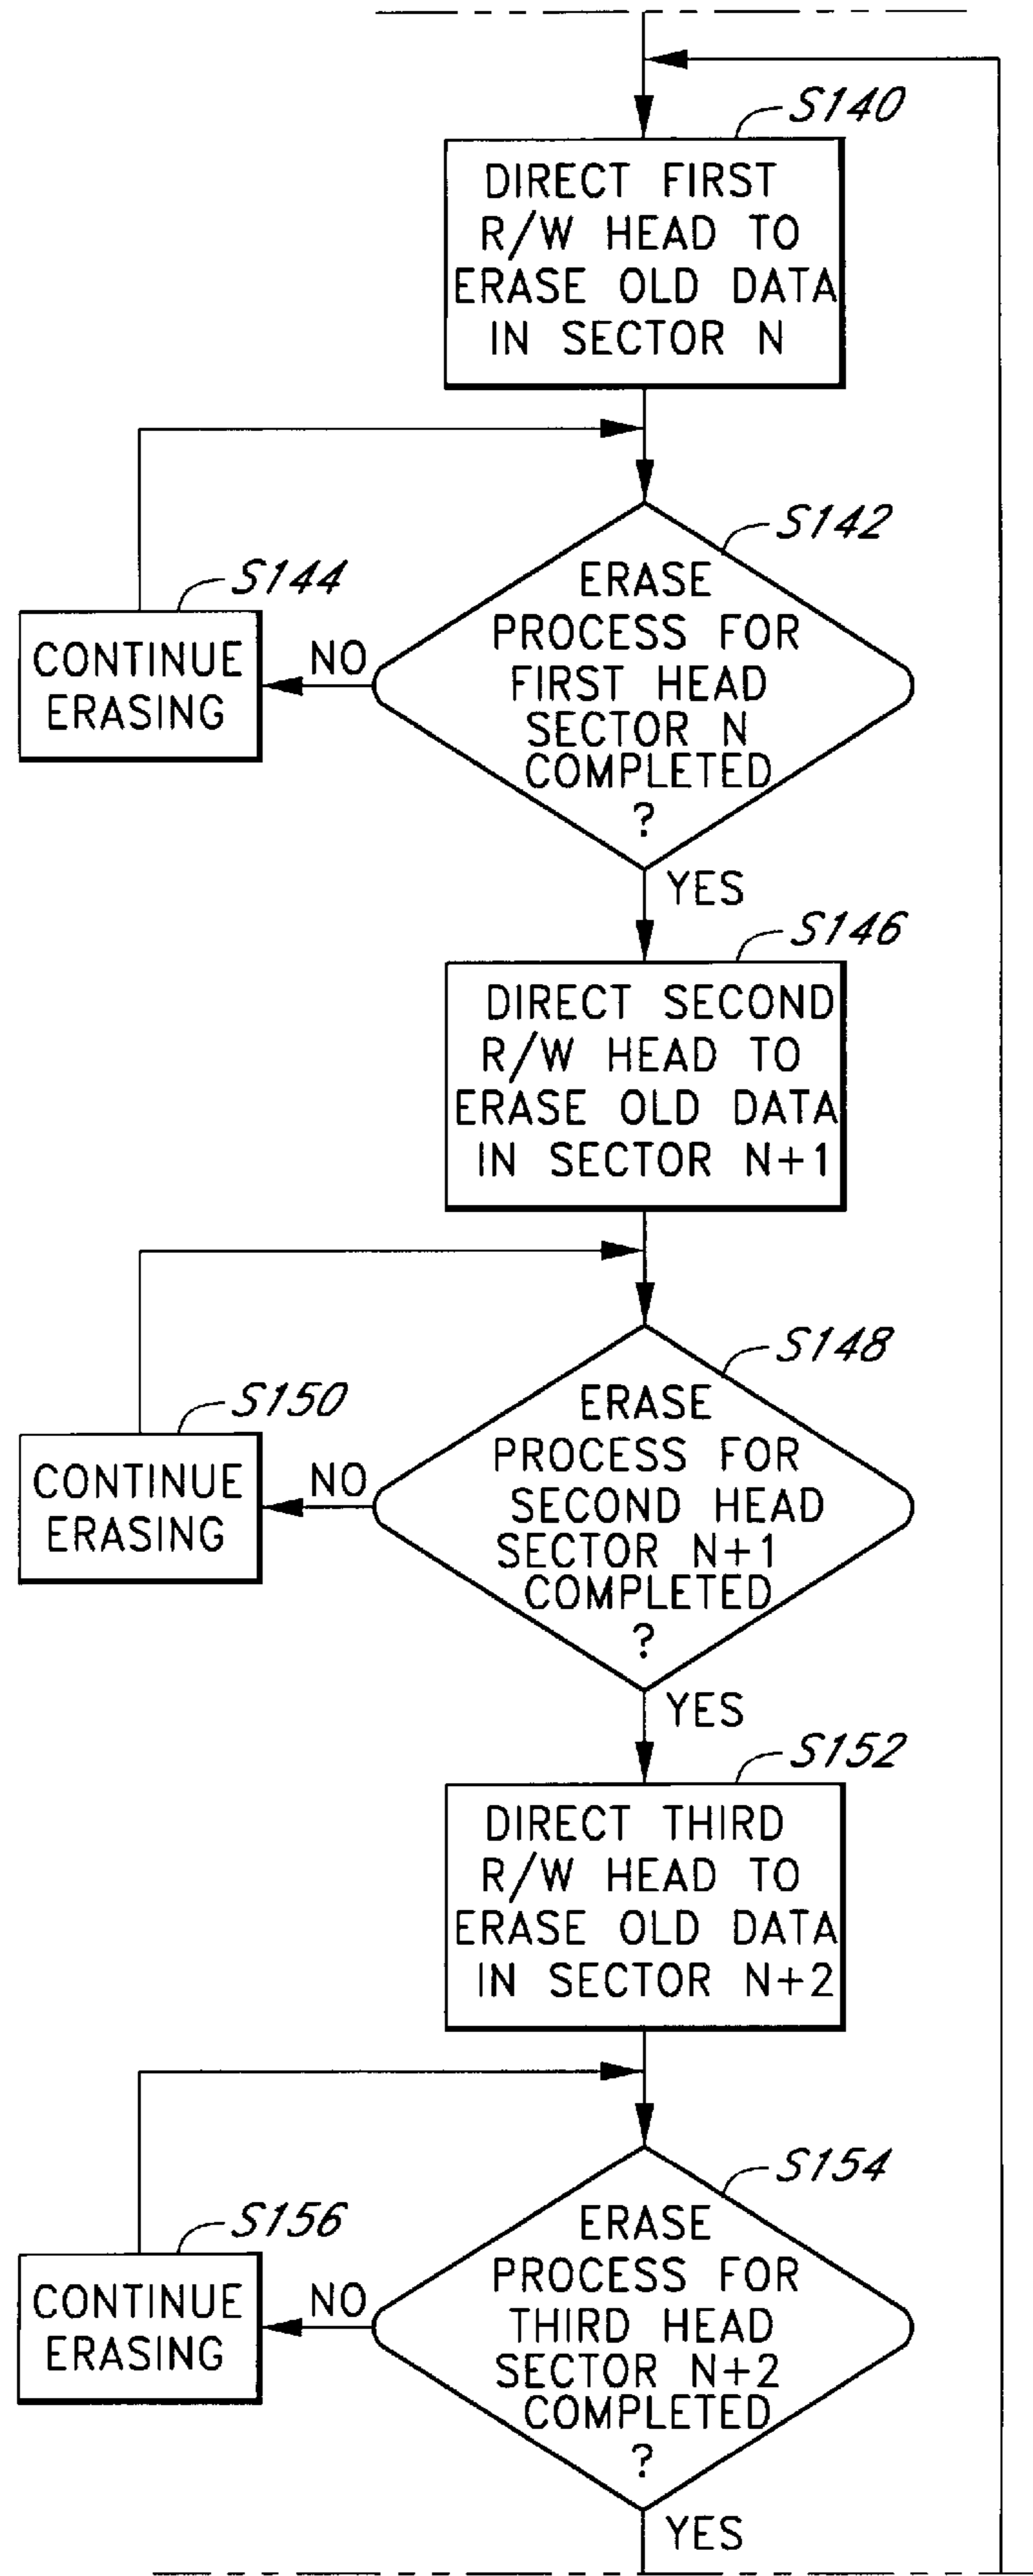 S140
DIRECT FIRST
R/W HEAD TO
ERASE OLD DATA
IN SECTOR N
S142
ERASE
PROCESS FOR
FIRST HEAD
SECTOR N
COMPLETED
?
S144
CONTINUE
ERASING
NO
YES
S146
DIRECT SECOND
R/W HEAD TO
ERASE OLD DATA
IN SECTOR N+1
S148
ERASE
PROCESS FOR
SECOND HEAD
SECTOR N+1
COMPLETED
?
S150
CONTINUE
ERASING
NO
YES
S152
DIRECT THIRD
R/W HEAD TO
ERASE OLD DATA
IN SECTOR N+2
S154
ERASE
PROCESS FOR
THIRD HEAD
SECTOR N+2
COMPLETED
?
S156
CONTINUE
ERASING
NO
YES